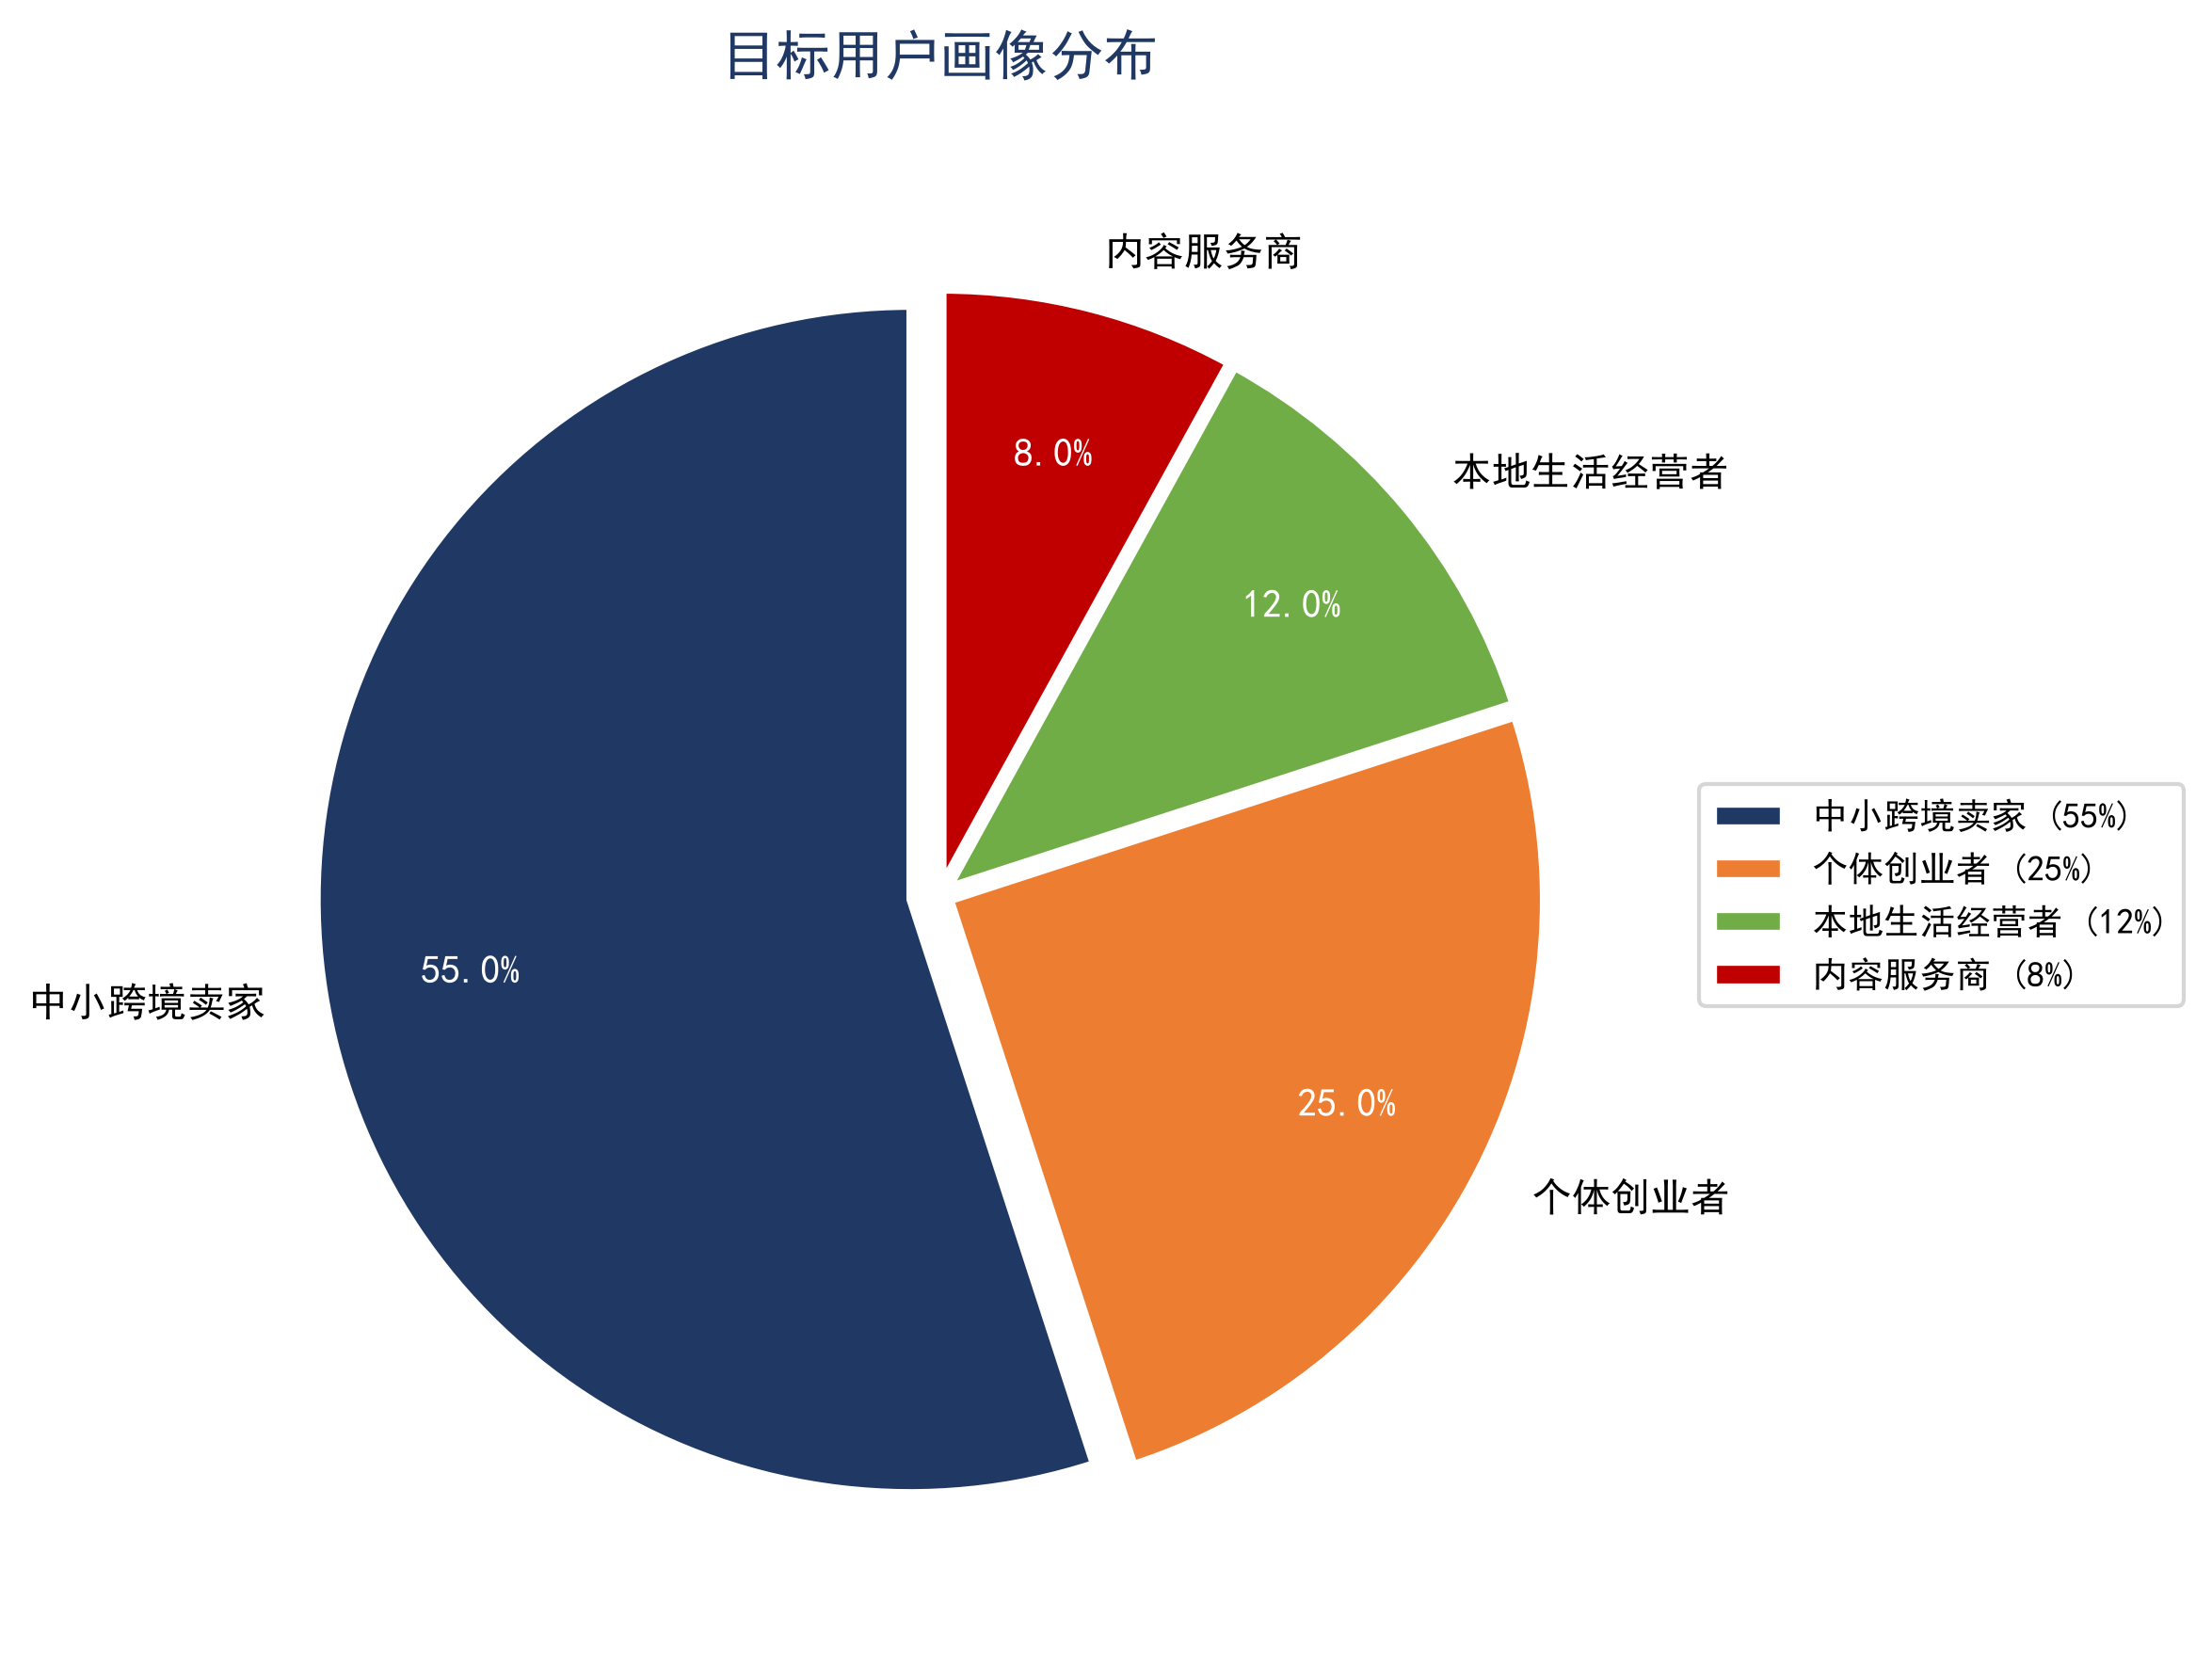 目标用户画像分布
内容服务商
8.0%
本地生活经营者
12.0%
中小跨境卖家
55.0%
25.0%
个体创业者
中小跨境卖家 (55%)
个体创业者 (25%)
本地生活经营者 (12%)
内容服务商 (8%)